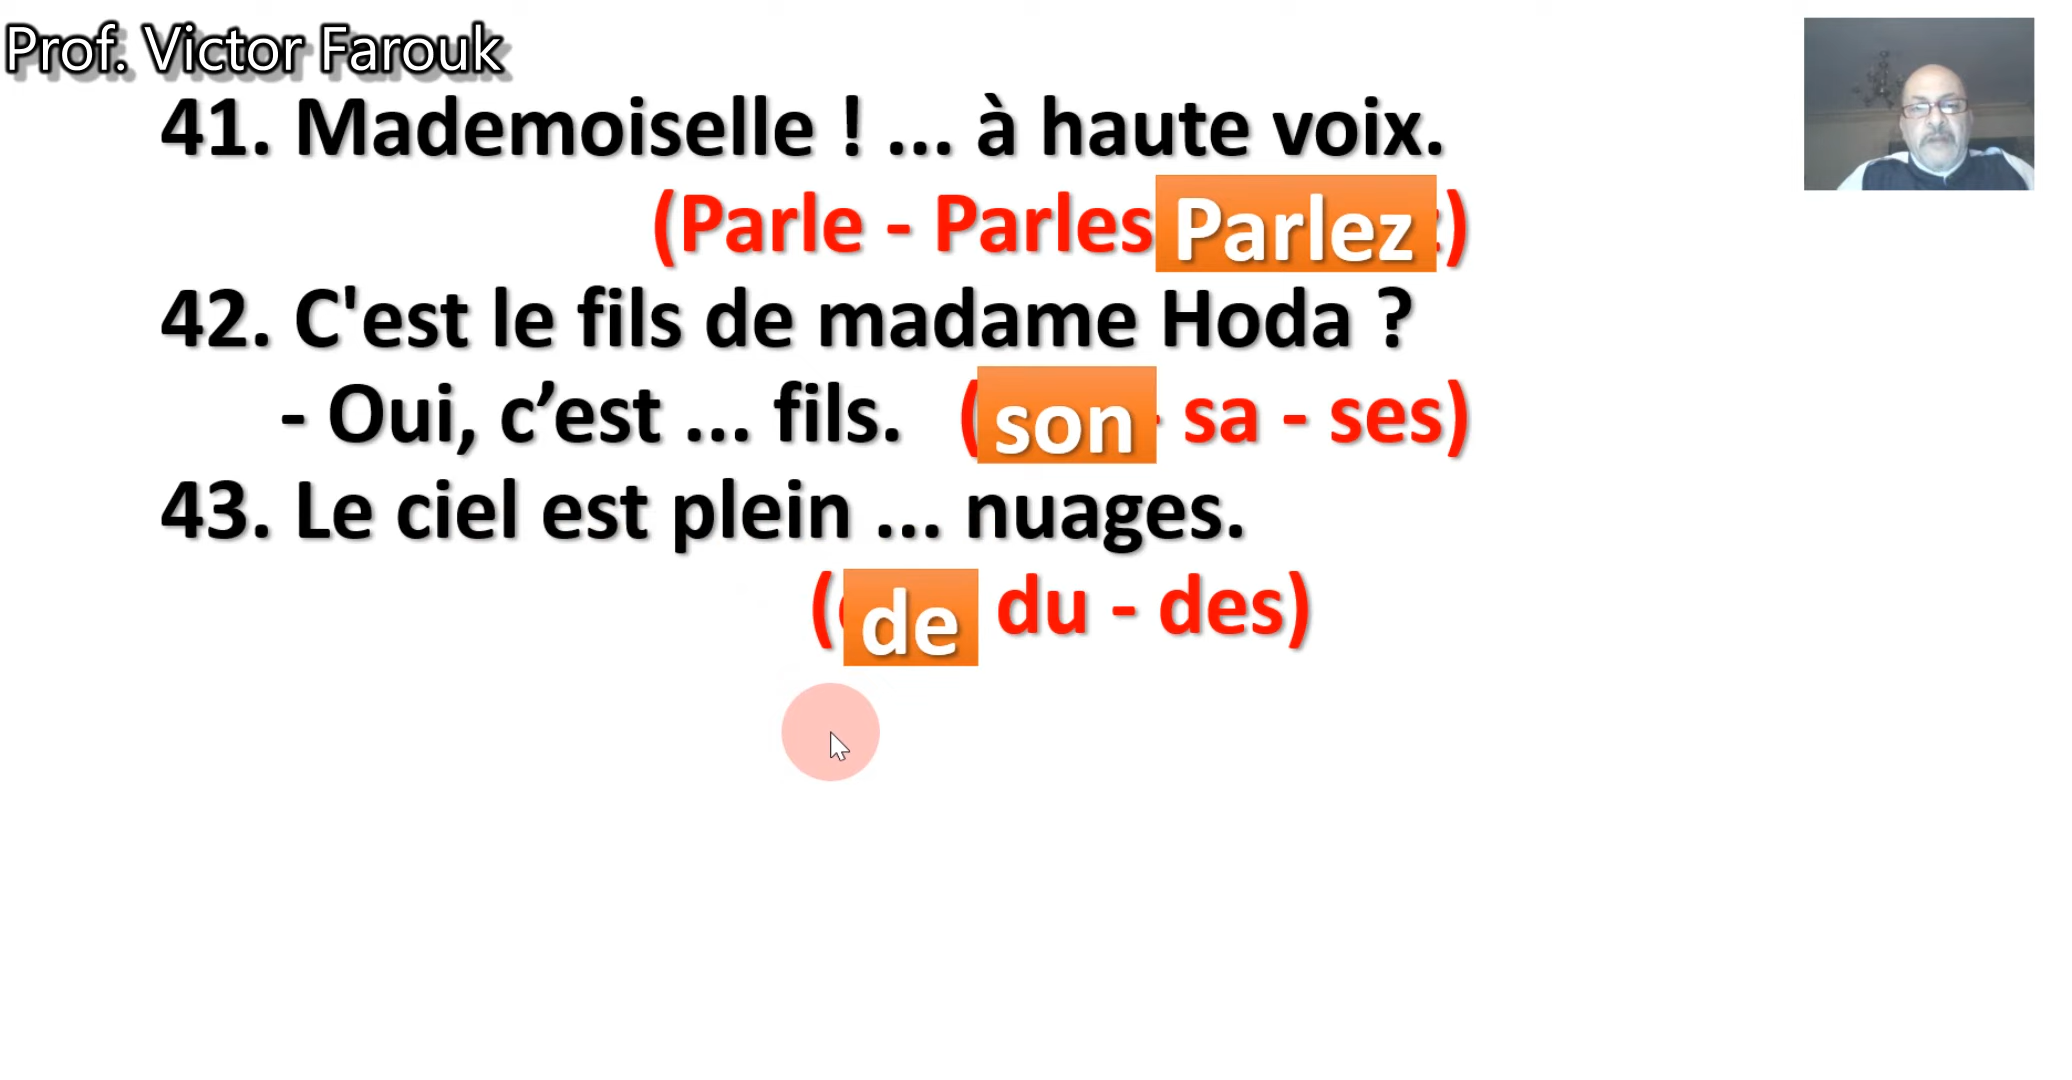 Prof. Victor Farouk
41. Mademoiselle ! ... à haute voix.
(Parle - Parles Parlez)
42. C'est le fils de madame Hoda ?
- Oui, c’est ... fils. (son - sa - ses)
43. Le ciel est plein ... nuages.
(de du - des)